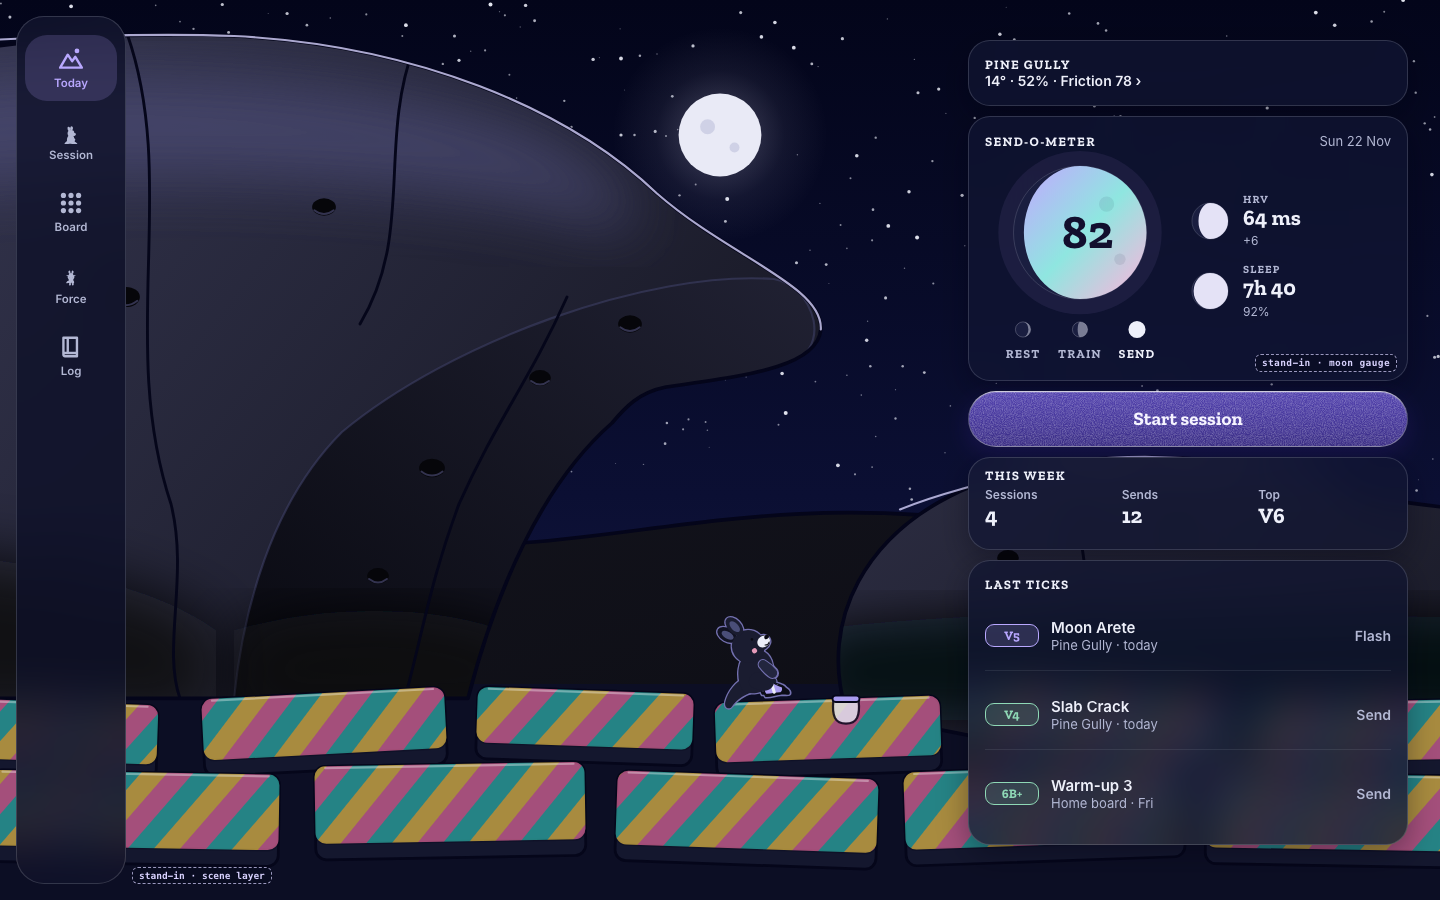 Today
Session
Board
Force
Log
PINE GULLY
14° · 52% · Friction 78 ›
SEND-O-METER
Sun 22 Nov
82
HRV
64 ms
+6
SLEEP
7h 40
92%
REST
TRAIN
SEND
stand-in · moon gauge
Start session
THIS WEEK
Sessions
Sends
Top
4
12
V6
LAST TICKS
V5
Moon Arete
Pine Gully · today
Flash
V4
Slab Crack
Pine Gully · today
Send
6B+
Warm-up 3
Home board · Fri
Send
stand-in · scene layer